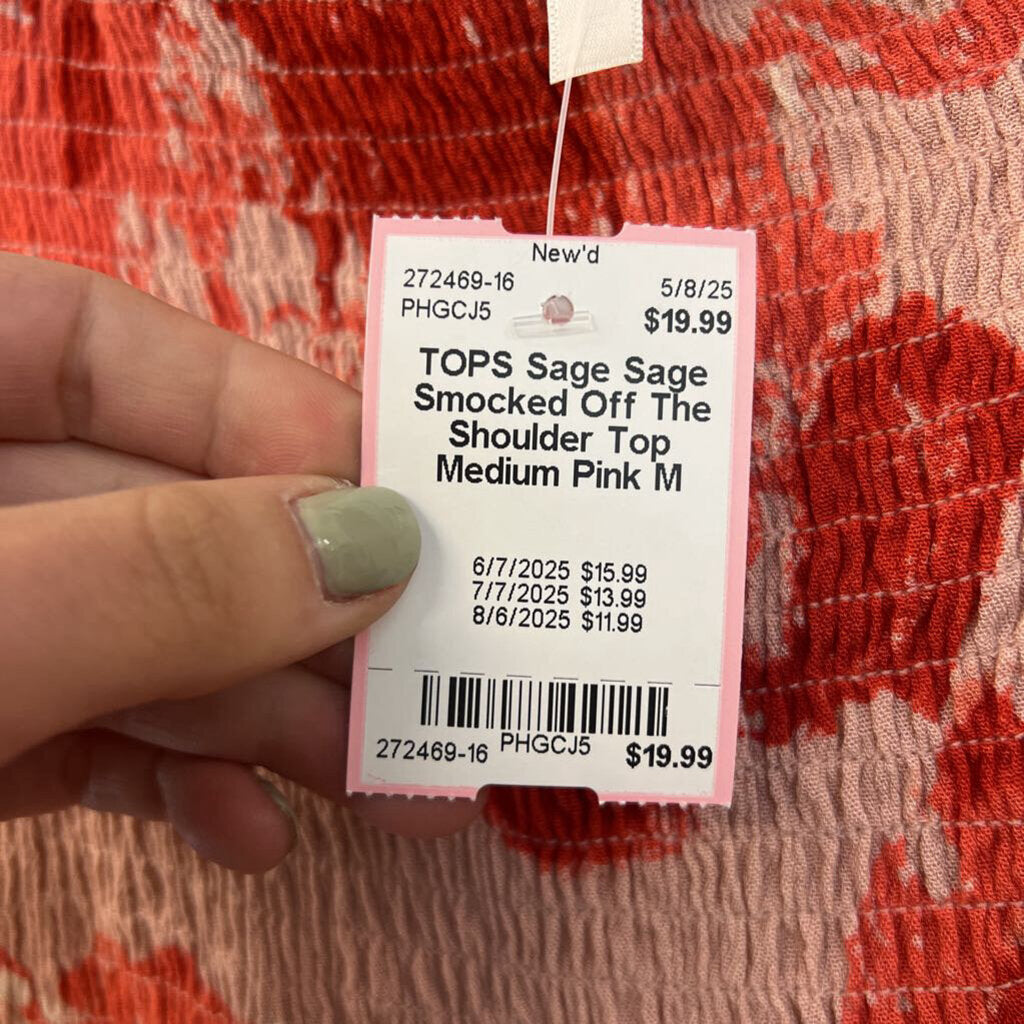 New'd
272469-16 5/8/25
PHGCJ5 $19.99
TOPS Sage Sage
Smocked Off The
Shoulder Top
Medium Pink M
6/7/2025 $15.99
7/7/2025 $13.99
8/6/2025 $11.99
272469-16 PHGCJ5 $19.99